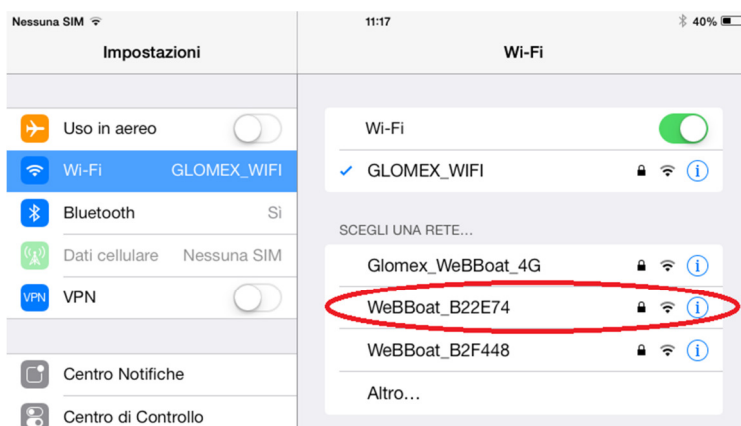 Nessuna SIM 11:17 40%
Impostazioni
Wi-Fi
Uso in aereo
Wi-Fi GLOMEX_WIFI
Bluetooth Sì
Dati cellulare Nessuna SIM
VPN VPN
Centro Notifiche
Centro di Controllo
Wi-Fi
GLOMEX_WIFI
SCEGLI UNA RETE...
Glomex_WeBBoat_4G
WeBBoat_B22E74
WeBBoat_B2F448
Altro...